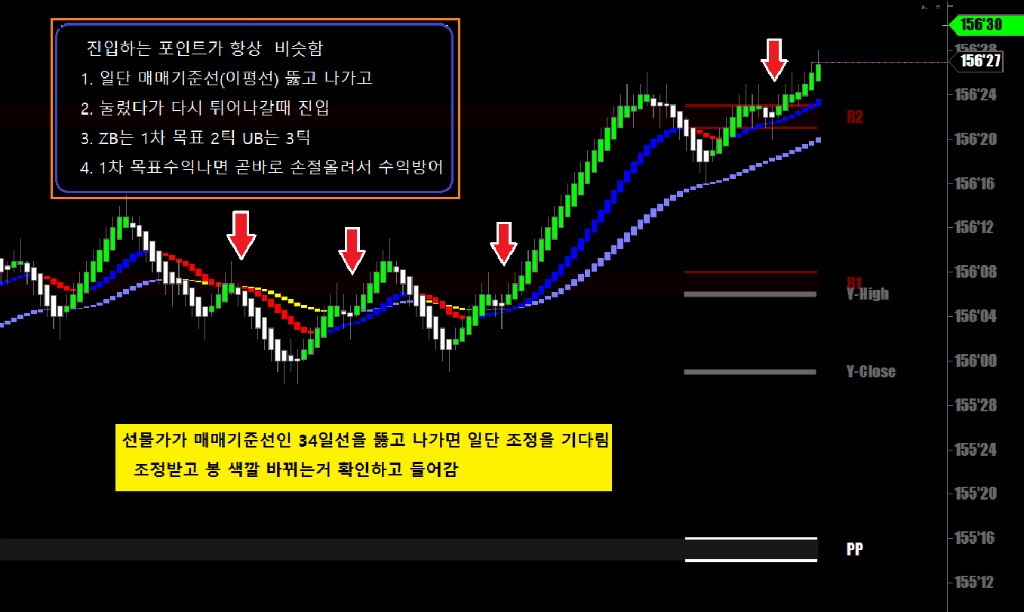 156'30
진입하는 포인트가 항상 비슷함
1. 일단 매매기준선(이평선) 뚫고 나가고
2. 눌렸다가 다시 튀어나갈때 진입
3. ZB는 1차 목표 2틱 UB는 3틱
4. 1차 목표수익나면 곧바로 손절올려서 수익방어
156'28
156'27
156'24
R2
156'20
156'16
156'12
156'08
R1
Y-High
156'04
156'00
Y-Close
155'28
선물가가 매매기준선인 34일선을 뚫고 나가면 일단 조정을 기다림
조정받고 봉 색깔 바뀌는거 확인하고 들어감
155'24
155'20
155'16
PP
155'12